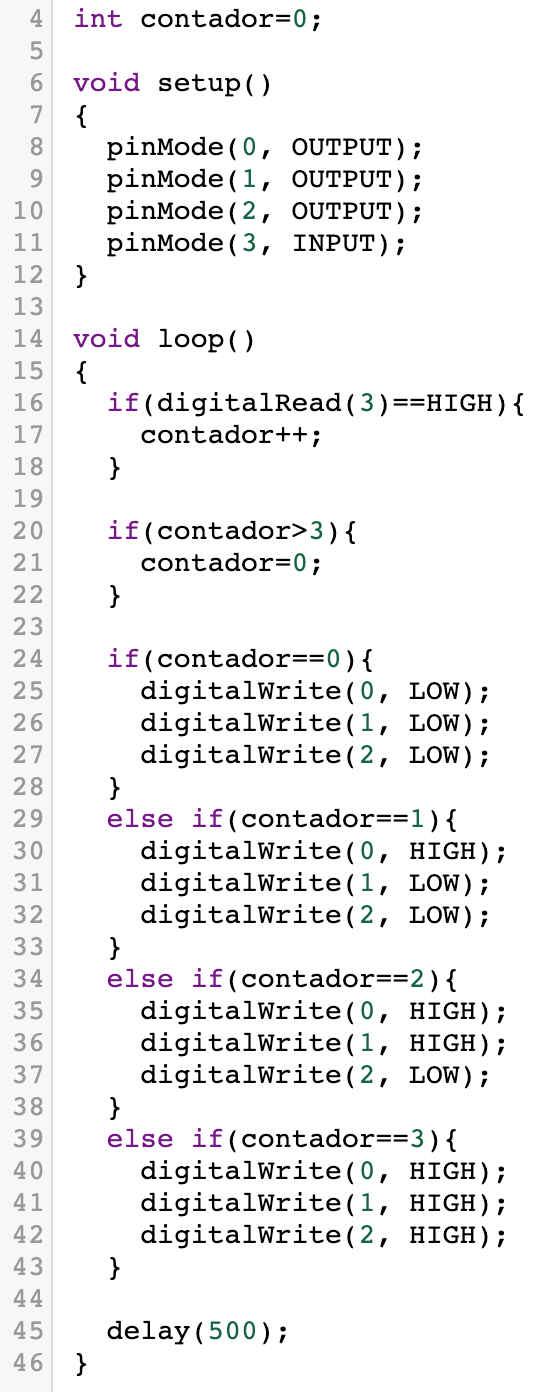 4 int contador=0;
5
6 void setup()
7 {
8   pinMode(0, OUTPUT);
9   pinMode(1, OUTPUT);
10   pinMode(2, OUTPUT);
11   pinMode(3, INPUT);
12 }
13
14 void loop()
15 {
16   if(digitalRead(3)==HIGH){
17     contador++;
18   }
19
20   if(contador>3){
21     contador=0;
22   }
23
24   if(contador==0){
25     digitalWrite(0, LOW);
26     digitalWrite(1, LOW);
27     digitalWrite(2, LOW);
28   }
29   else if(contador==1){
30     digitalWrite(0, HIGH);
31     digitalWrite(1, LOW);
32     digitalWrite(2, LOW);
33   }
34   else if(contador==2){
35     digitalWrite(0, HIGH);
36     digitalWrite(1, HIGH);
37     digitalWrite(2, LOW);
38   }
39   else if(contador==3){
40     digitalWrite(0, HIGH);
41     digitalWrite(1, HIGH);
42     digitalWrite(2, HIGH);
43   }
44
45   delay(500);
46 }